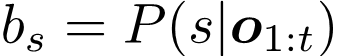 b_s = P(s|o_{1:t})